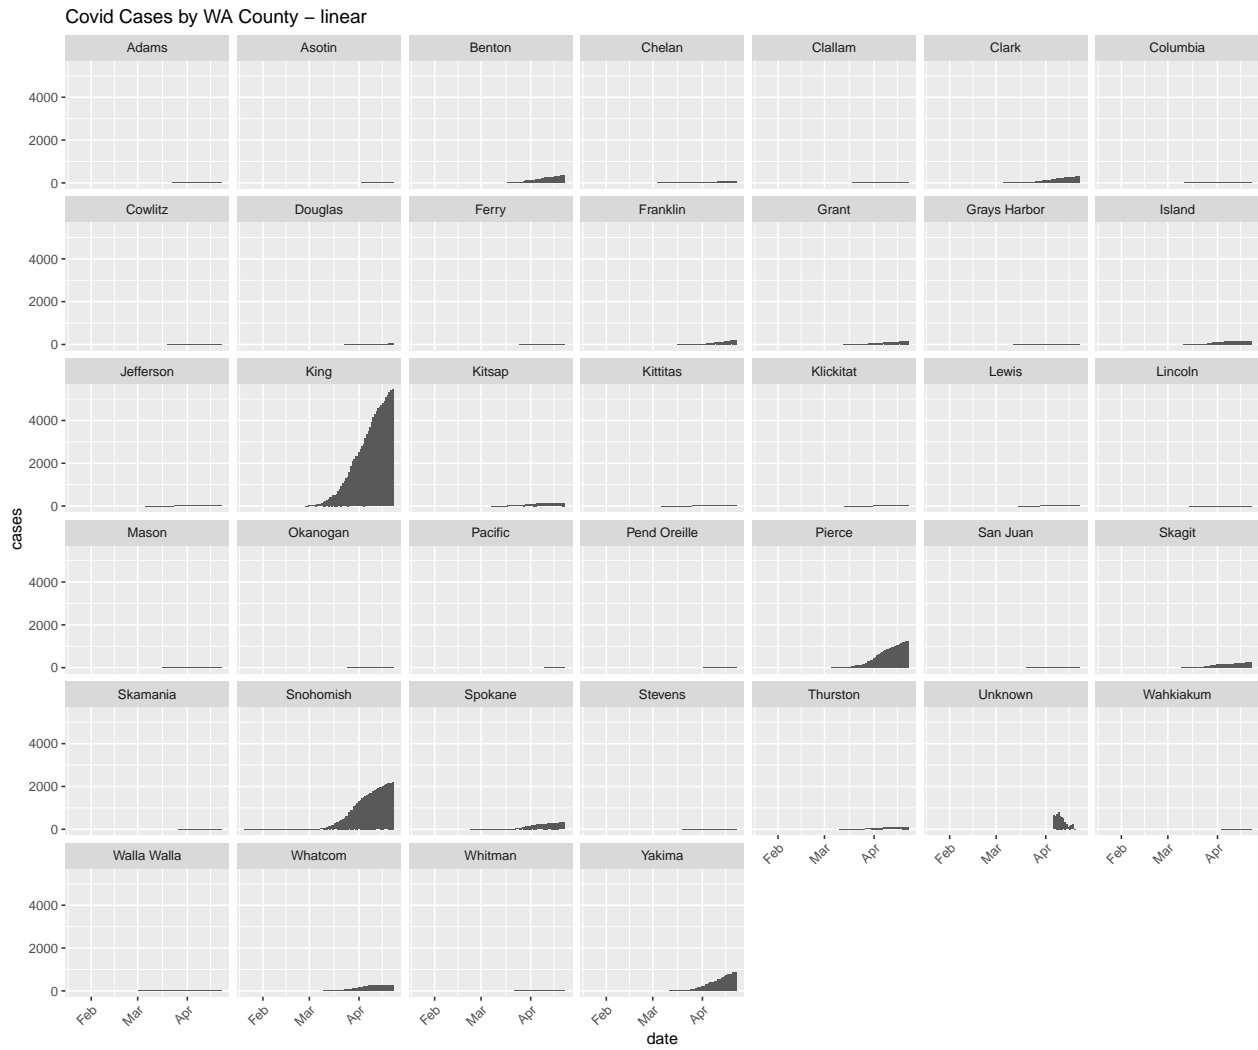 Covid Cases by WA County – linear
Adams Asotin Benton Chelan Clallam Clark Columbia
4000
2000
0
Cowlitz Douglas Ferry Franklin Grant Grays Harbor Island
4000
2000
0
Jefferson King Kitsap Kittitas Klickitat Lewis Lincoln
4000
2000
0
cases
Mason Okanogan Pacific Pend Oreille Pierce San Juan Skagit
4000
2000
0
Skamania Snohomish Spokane Stevens Thurston Unknown Wahkiakum
4000
2000
0
Feb Mar Apr Feb Mar Apr Feb Mar Apr
Walla Walla Whatcom Whitman Yakima
4000
2000
0
Feb Mar Apr Feb Mar Apr Feb Mar Apr Feb Mar Apr
date